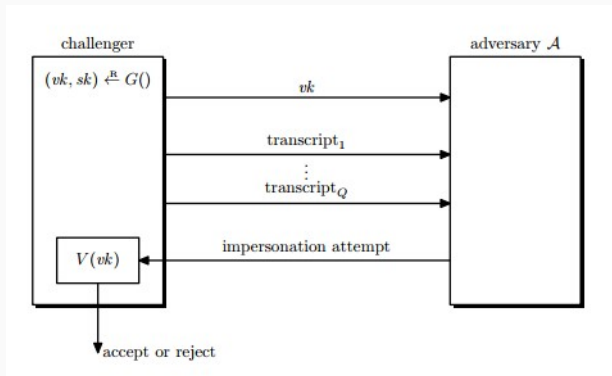 challenger
adversary 𝒜
(vk, sk) ←ᴿ G()
vk
transcript₁
⋮
transcript_Q
impersonation attempt
V(vk)
accept or reject